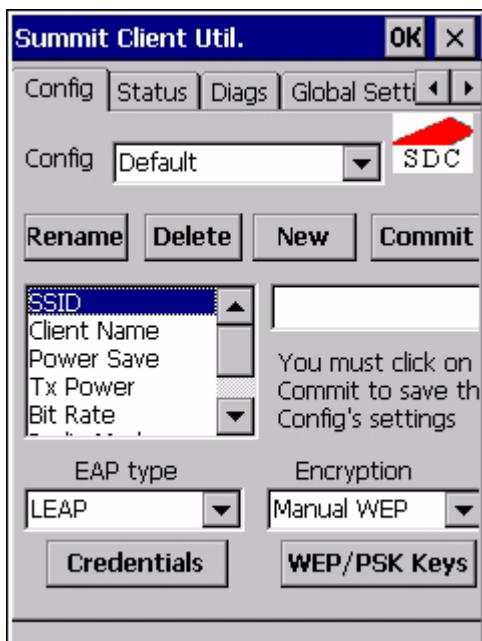 Summit Client Util. OK ×
Config Status Diags Global Setti
Config Default SDC
Rename Delete New Commit
SSID
Client Name
Power Save
Tx Power
Bit Rate
You must click on
Commit to save th
Config's settings
EAP type Encryption
LEAP Manual WEP
Credentials WEP/PSK Keys